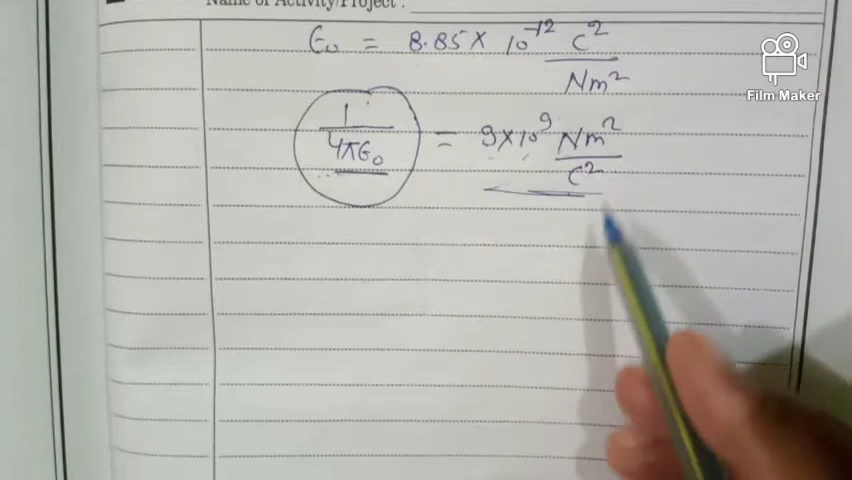 Name of Activity/Project :
ϵ₀ = 8.85 × 10⁻¹² C²/Nm²
1/4πϵ₀ = 9×10⁹ Nm²/C²
Film Maker